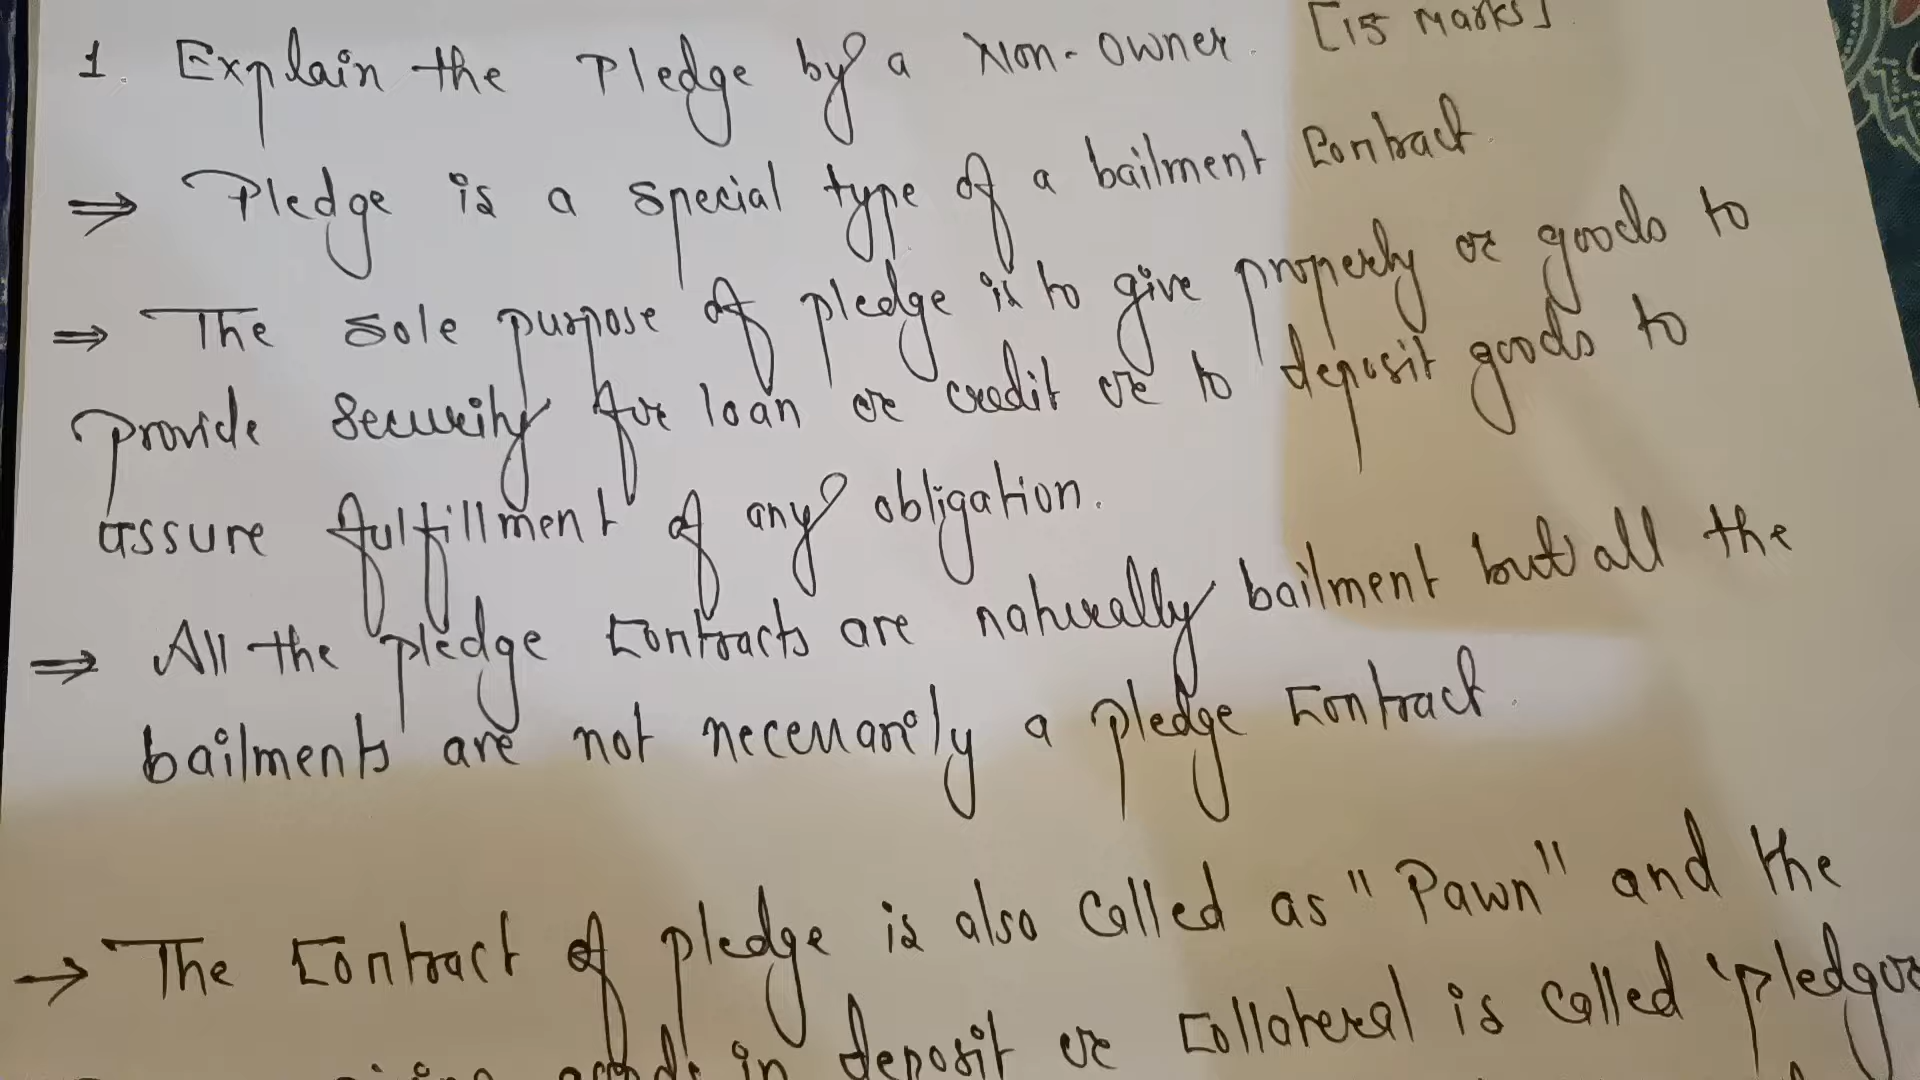 1. Explain the Pledge by a Non-owner. [15 Marks]
⇒ Pledge is a special type of a bailment Contract.
⇒ The sole purpose of pledge is to give property or goods to
provide security for loan or credit or to deposit goods to
assure fulfillment of any obligation.
⇒ All the pledge contracts are naturally bailment but all the
bailments are not necessarily a pledge contract.
→ The contract of pledge is also called as "Pawn" and the
in deposit or collateral is called 'pledgor